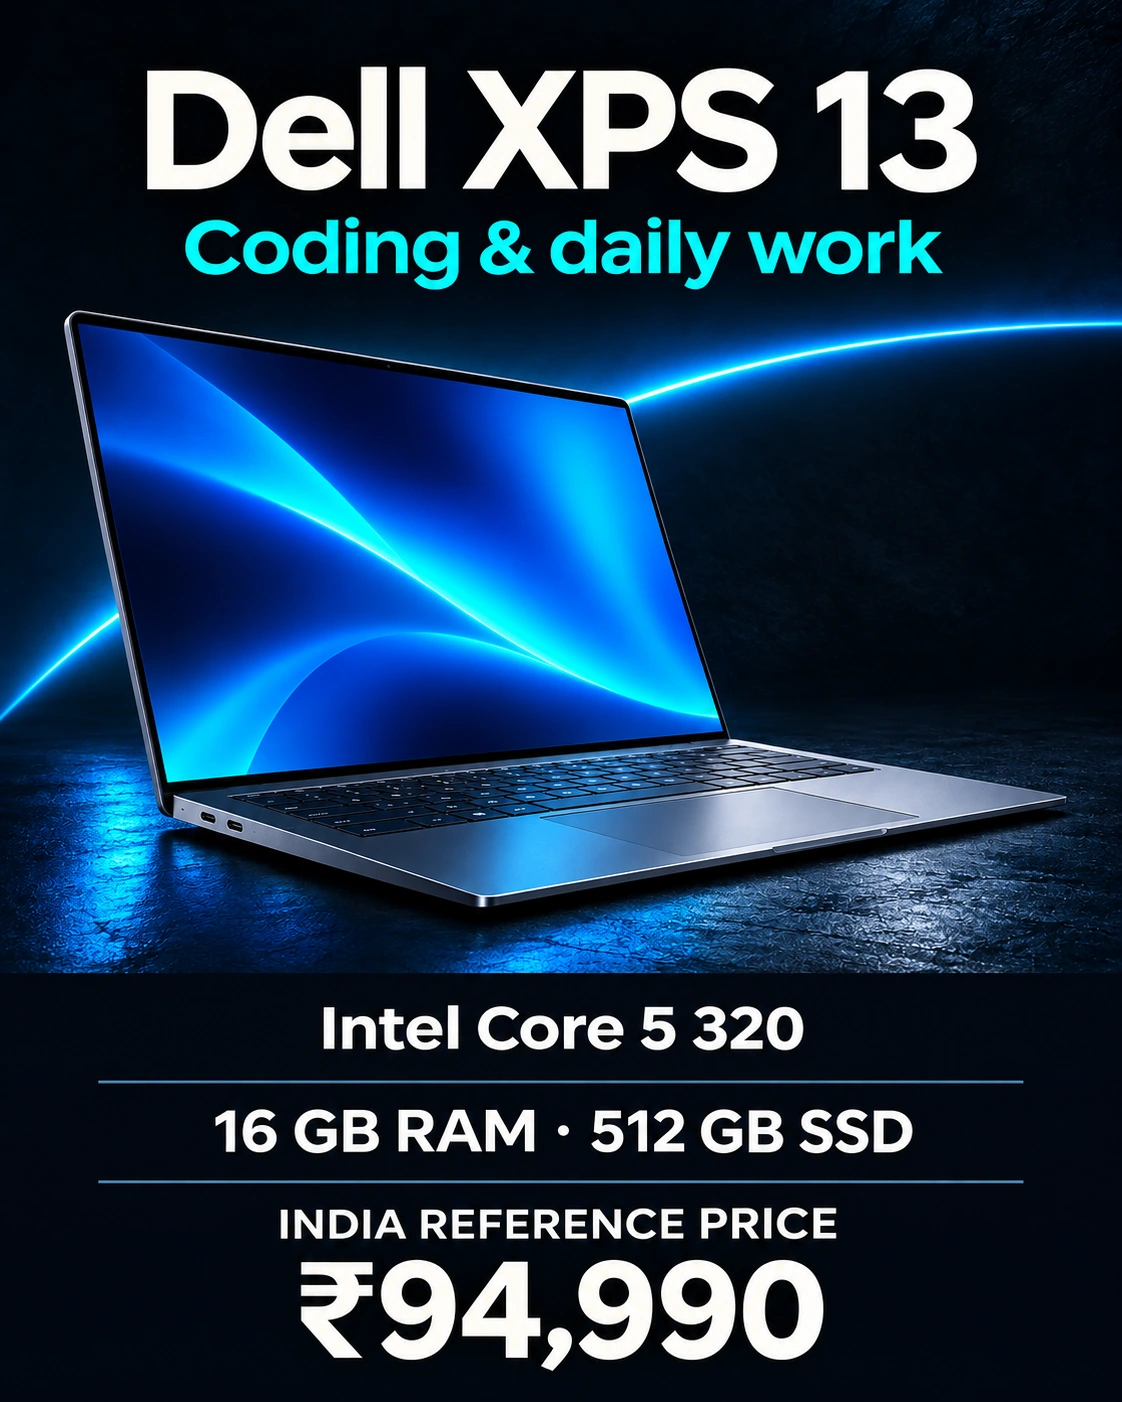 Dell XPS 13
Coding & daily work
Intel Core 5 320
16 GB RAM · 512 GB SSD
INDIA REFERENCE PRICE
₹94,990